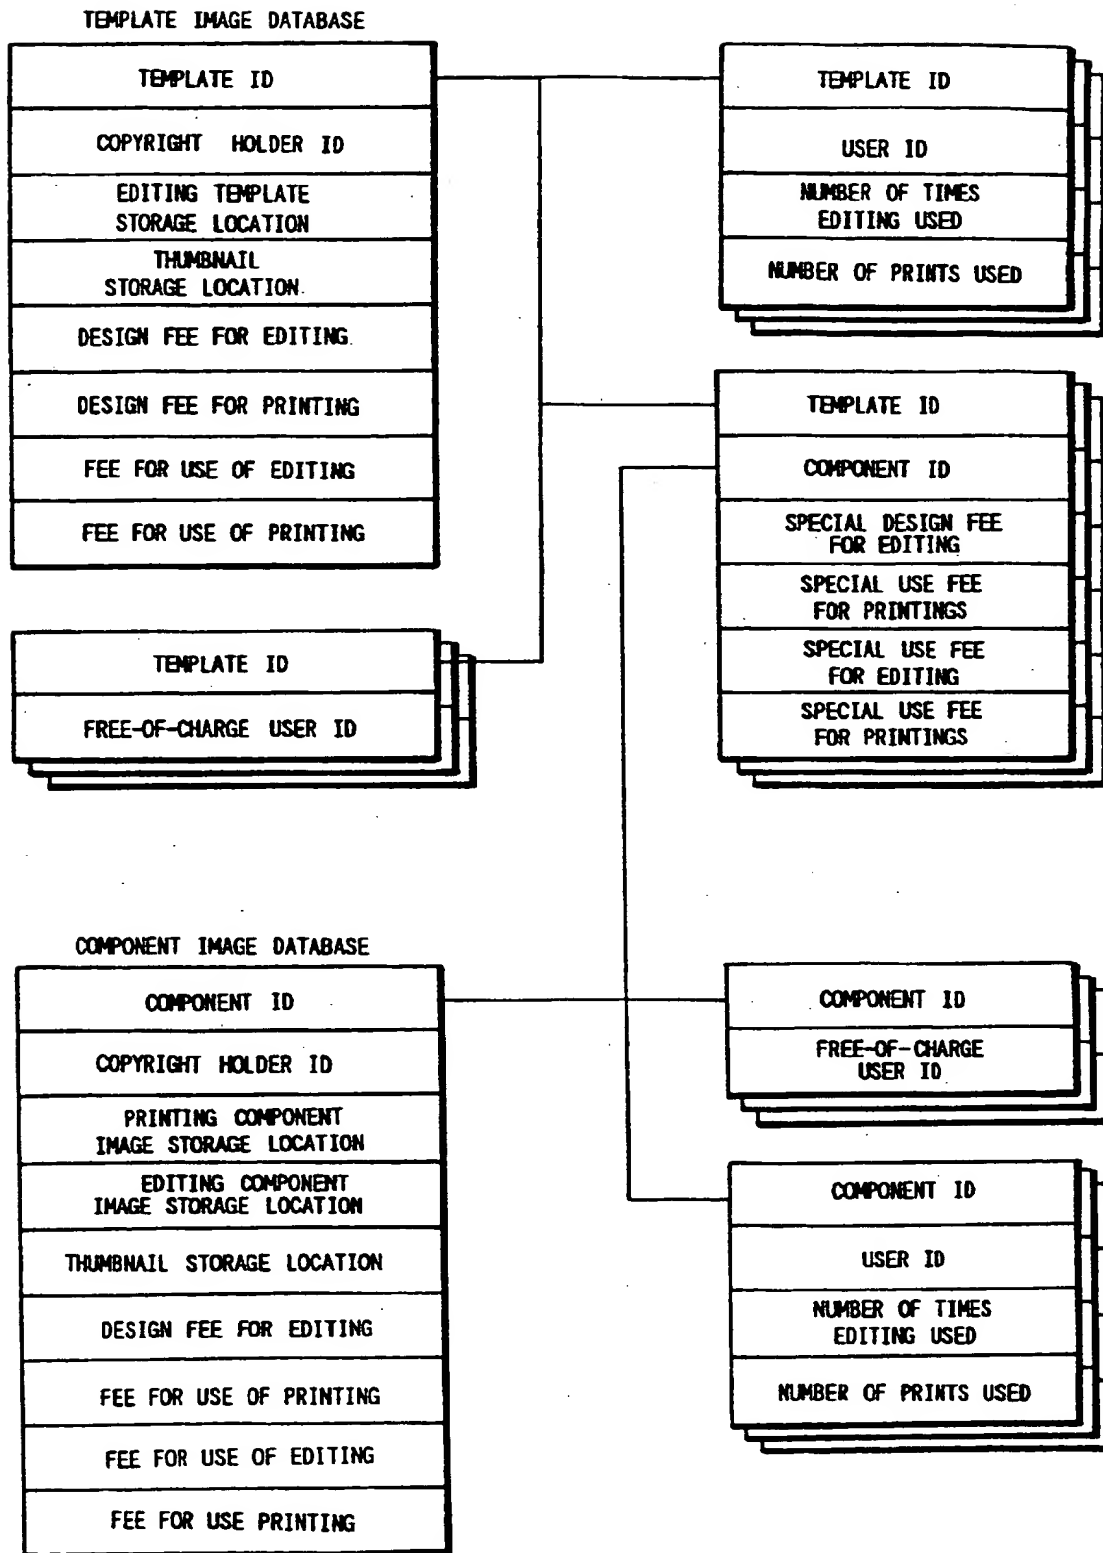 TEMPLATE IMAGE DATABASE
TEMPLATE ID
COPYRIGHT HOLDER ID
EDITING TEMPLATE
STORAGE LOCATION
THUMBNAIL
STORAGE LOCATION.
DESIGN FEE FOR EDITING.
DESIGN FEE FOR PRINTING
FEE FOR USE OF EDITING
FEE FOR USE OF PRINTING
TEMPLATE ID
FREE-OF-CHARGE USER ID
TEMPLATE ID
USER ID
NUMBER OF TIMES
EDITING USED
NUMBER OF PRINTS USED
TEMPLATE ID
COMPONENT ID
SPECIAL DESIGN FEE
FOR EDITING
SPECIAL USE FEE
FOR PRINTINGS
SPECIAL USE FEE
FOR EDITING
SPECIAL USE FEE
FOR PRINTINGS
COMPONENT IMAGE DATABASE
COMPONENT ID
COPYRIGHT HOLDER ID
PRINTING COMPONENT
IMAGE STORAGE LOCATION
EDITING COMPONENT
IMAGE STORAGE LOCATION
THUMBNAIL STORAGE LOCATION
DESIGN FEE FOR EDITING
FEE FOR USE OF PRINTING
FEE FOR USE OF EDITING
FEE FOR USE PRINTING
COMPONENT ID
FREE-OF-CHARGE
USER ID
COMPONENT ID
USER ID
NUMBER OF TIMES
EDITING USED
NUMBER OF PRINTS USED